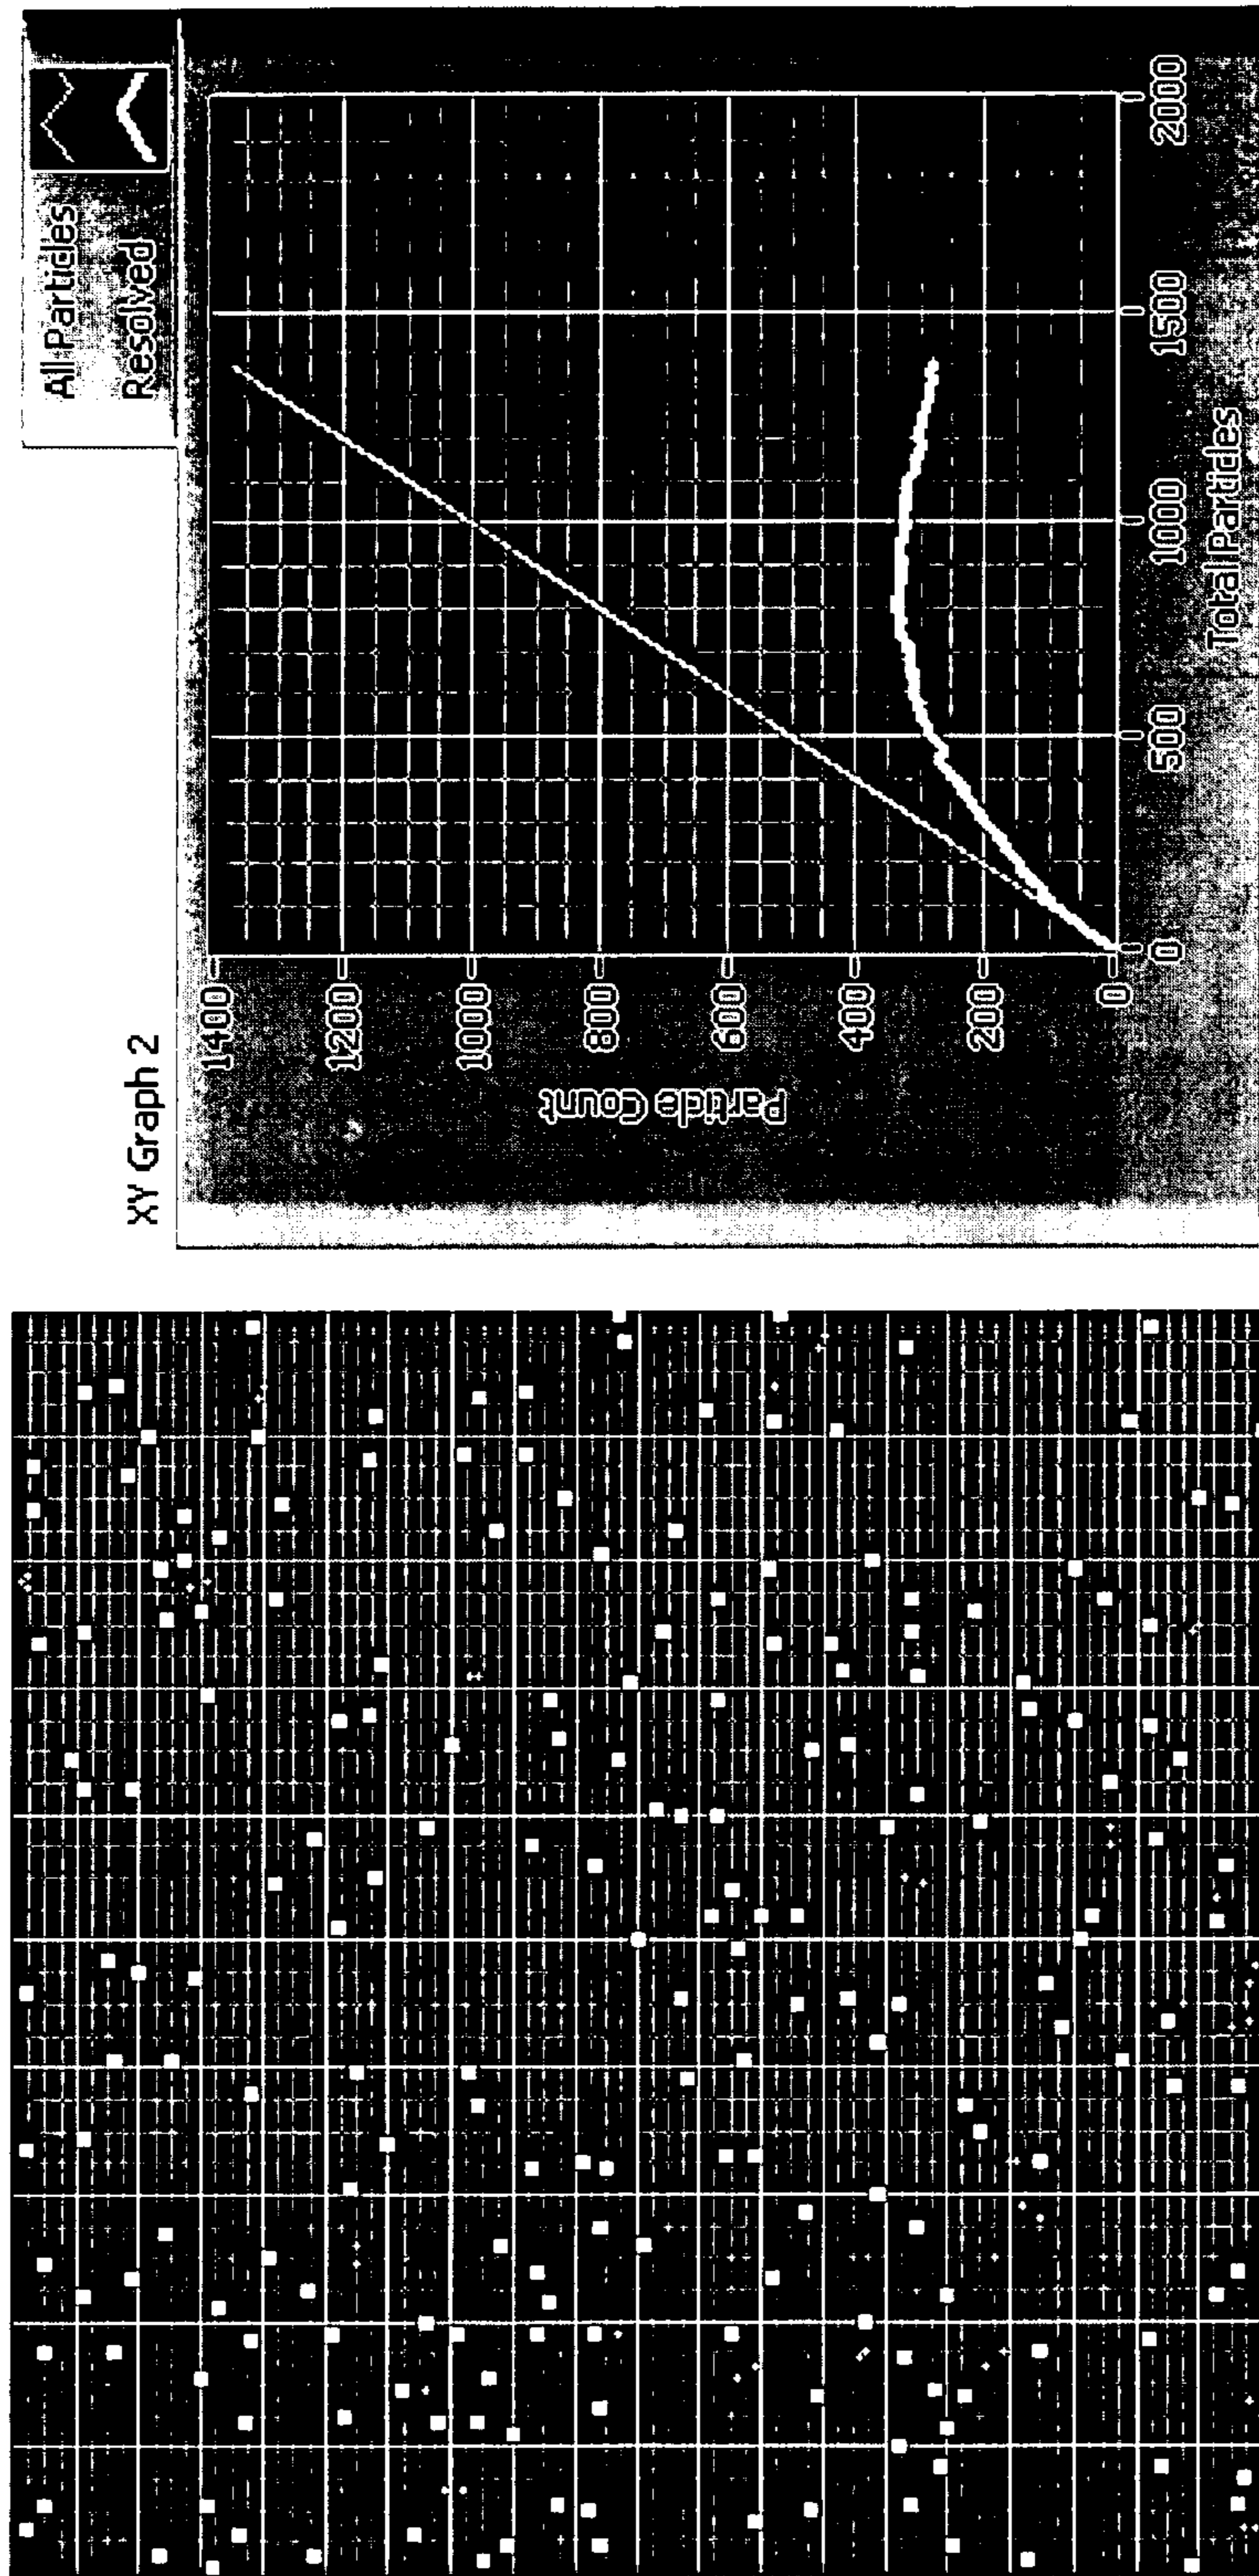 XY Graph 2
All Particles
Resolved
Particle Count
1400
1200
1000
800
600
400
200
0
0
500
1000
1500
2000
Total Particles